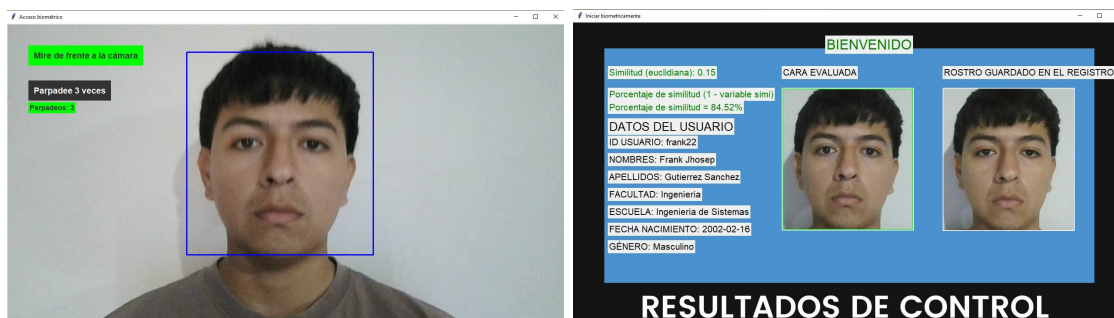 Acceso biométrico
Mire de frente a la cámara
Parpadee 3 veces
Parpadeos: 3
Iniciar biometricamente
BIENVENIDO
Similitud (euclidiana): 0.15
CARA EVALUADA
ROSTRO GUARDADO EN EL REGISTRO
Porcentaje de similitud (1 - variable simi)
Porcentaje de similitud = 84.52%
DATOS DEL USUARIO
ID USUARIO: frank22
NOMBRES: Frank Jhosep
APELLIDOS: Gutierrez Sanchez
FACULTAD: Ingenieria
ESCUELA: Ingenieria de Sistemas
FECHA NACIMIENTO: 2002-02-16
GÉNERO: Masculino
RESULTADOS DE CONTROL